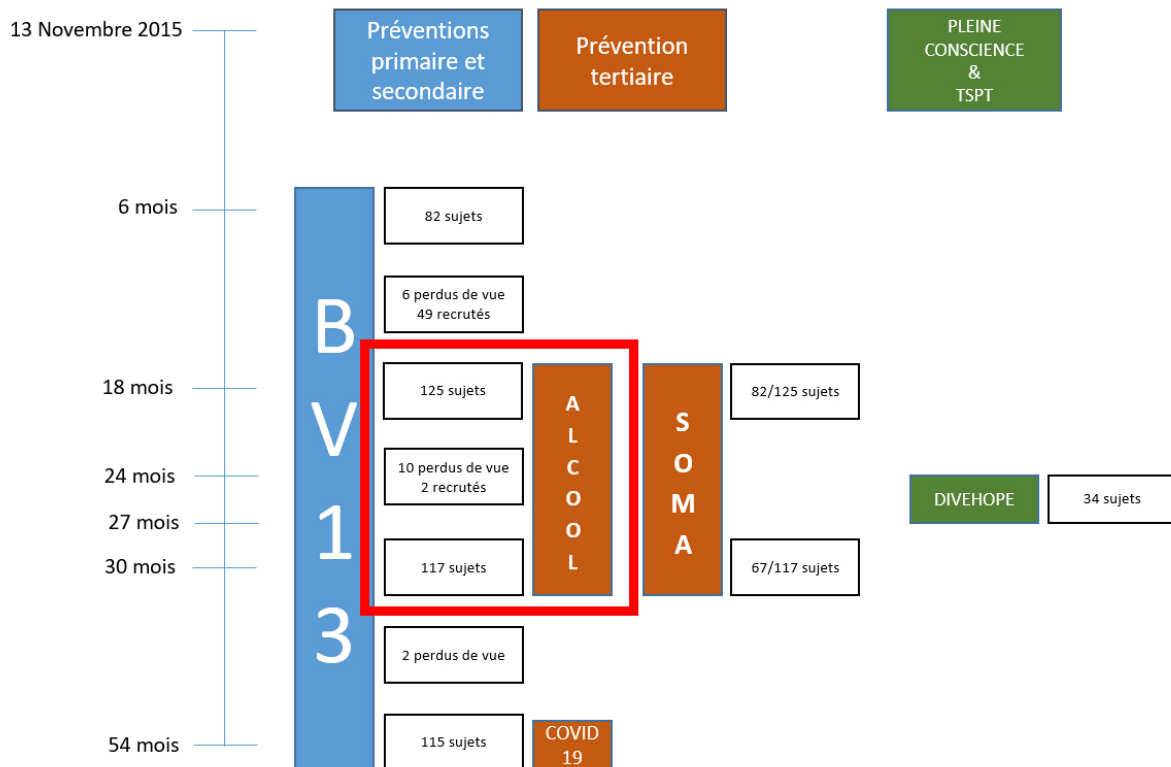 13 Novembre 2015
Préventions
primaire et
secondaire
Prévention
tertiaire
PLEINE
CONSCIENCE
&
TSPT
6 mois
82 sujets
6 perdus de vue
49 recrutés
18 mois
125 sujets
82/125 sujets
24 mois
10 perdus de vue
2 recrutés
DIVEHOPE
34 sujets
27 mois
30 mois
117 sujets
67/117 sujets
2 perdus de vue
54 mois
115 sujets
COVID
19
B
V
1
3
A
L
C
O
O
L
S
O
M
A